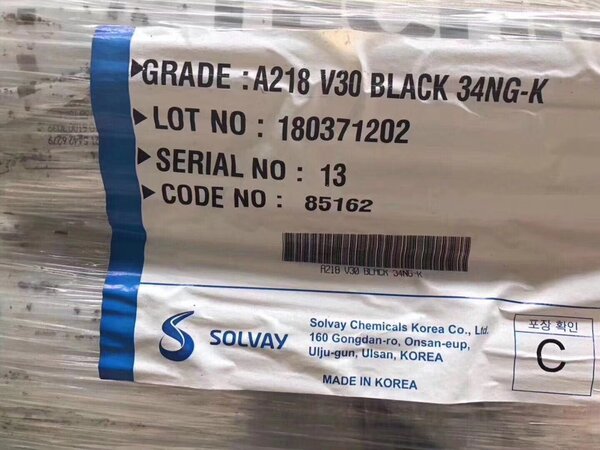 GRADE : A218 V30 BLACK 34NG-K
LOT NO : 180371202
SERIAL NO : 13
CODE NO : 85162
A218 V30 BLACK 34NG-K
SOLVAY
Solvay Chemicals Korea Co., Ltd.
160 Gongdan-ro, Onsan-eup,
Ulju-gun, Ulsan, KOREA
MADE IN KOREA
포장 확인
C